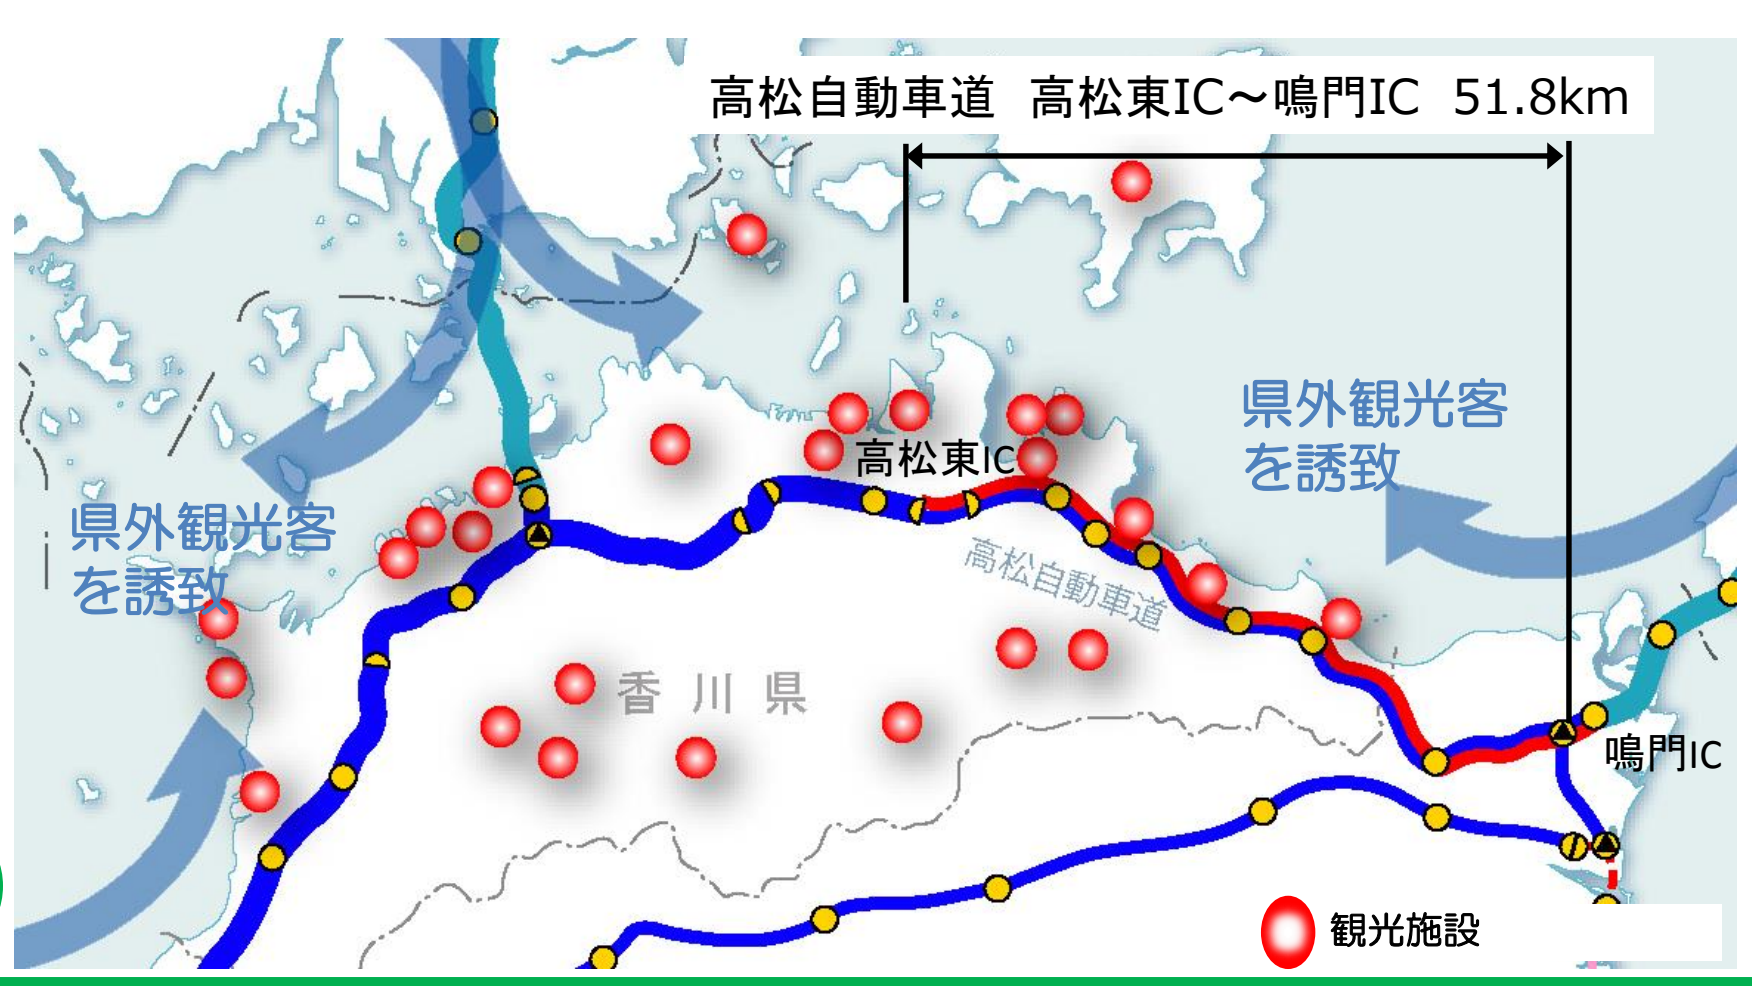 高松自動車道　高松東IC～鳴門IC　51.8km
県外観光客
を誘致
高松東IC
県外観光客
を誘致
高松自動車道
香川県
鳴門IC
観光施設